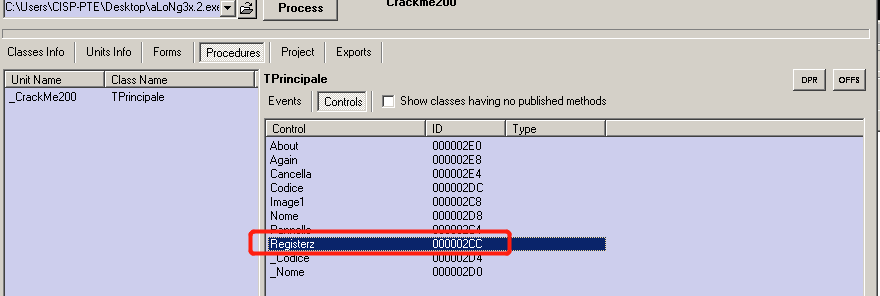 C:\Users\CISP-PTE\Desktop\aLoNg3x.2.exe
Process
Crackme200
Classes Info Units Info Forms Procedures Project Exports
Unit Name Class Name
_CrackMe200 TPrincipale
TPrincipale
DPR OFFS
Events Controls Show classes having no published methods
Control ID Type
About 000002E0
Again 000002E8
Cancella 000002E4
Codice 000002DC
Image1 000002C8
Nome 000002D8
Pannello 000002C4
Registerz 000002CC
_Codice 000002D4
_Nome 000002D0